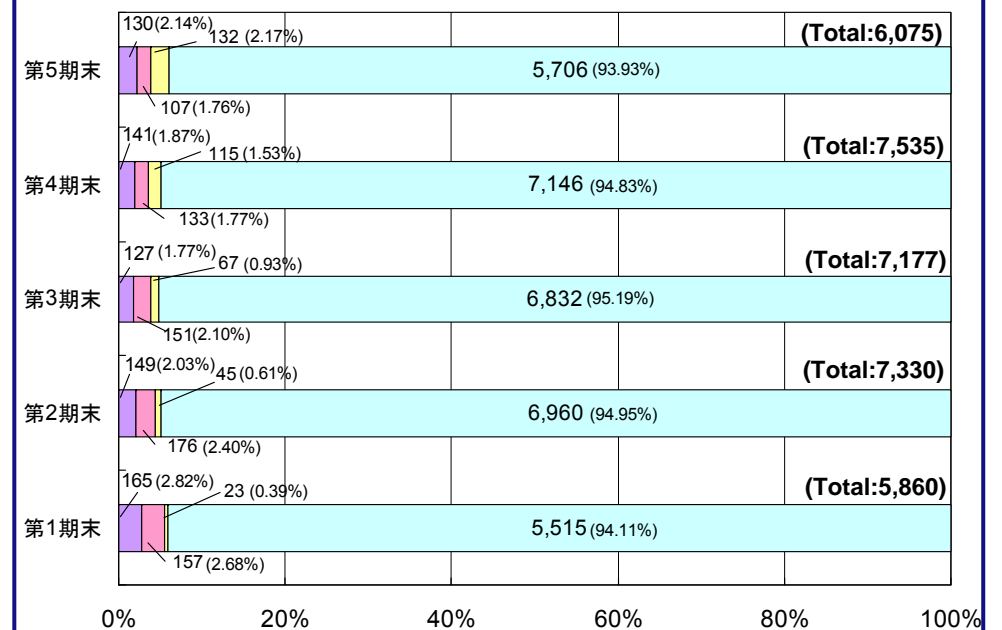 130(2.14%)
132 (2.17%)
(Total:6,075)
第5期末
5,706 (93.93%)
107(1.76%)
141(1.87%)
115 (1.53%)
(Total:7,535)
第4期末
7,146 (94.83%)
133(1.77%)
127 (1.77%)
67 (0.93%)
(Total:7,177)
第3期末
6,832 (95.19%)
151(2.10%)
149(2.03%)
45 (0.61%)
(Total:7,330)
第2期末
6,960 (94.95%)
176 (2.40%)
165 (2.82%)
23 (0.39%)
(Total:5,860)
第1期末
5,515 (94.11%)
157 (2.68%)
0% 20% 40% 60% 80% 100%